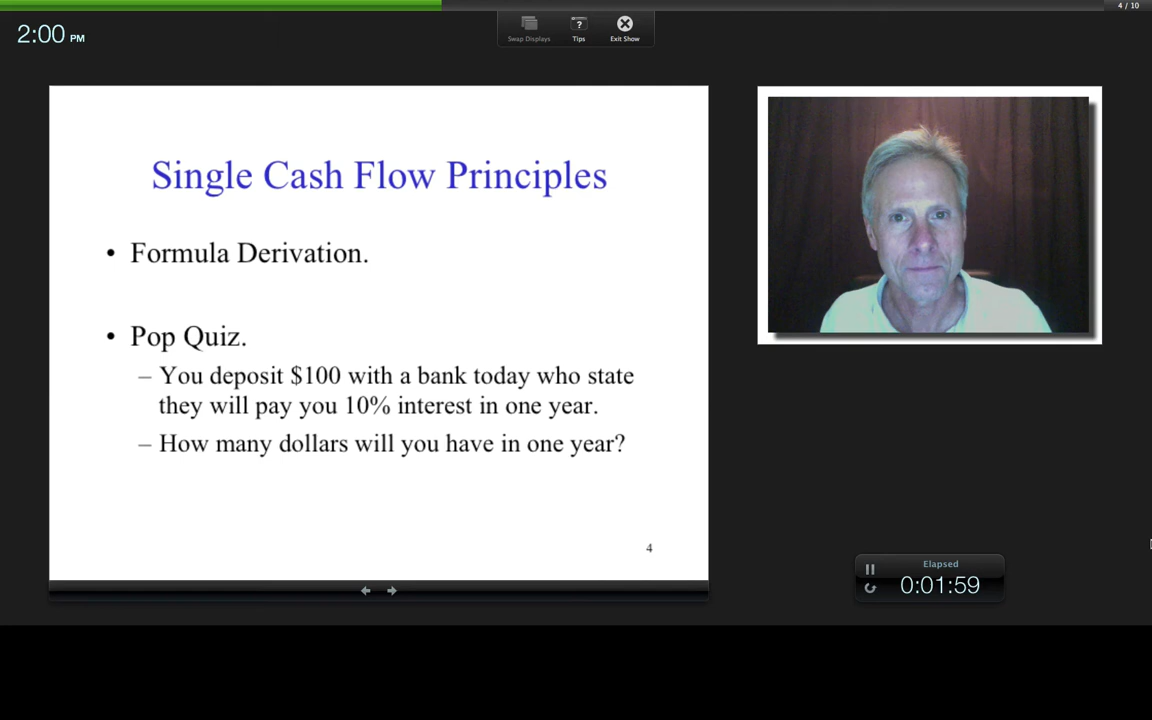 4 / 10
2:00 PM
Swap Displays
?
Tips
Exit Show
Single Cash Flow Principles
• Formula Derivation.
• Pop Quiz.
– You deposit $100 with a bank today who state
they will pay you 10% interest in one year.
– How many dollars will you have in one year?
4
Elapsed
0:01:59